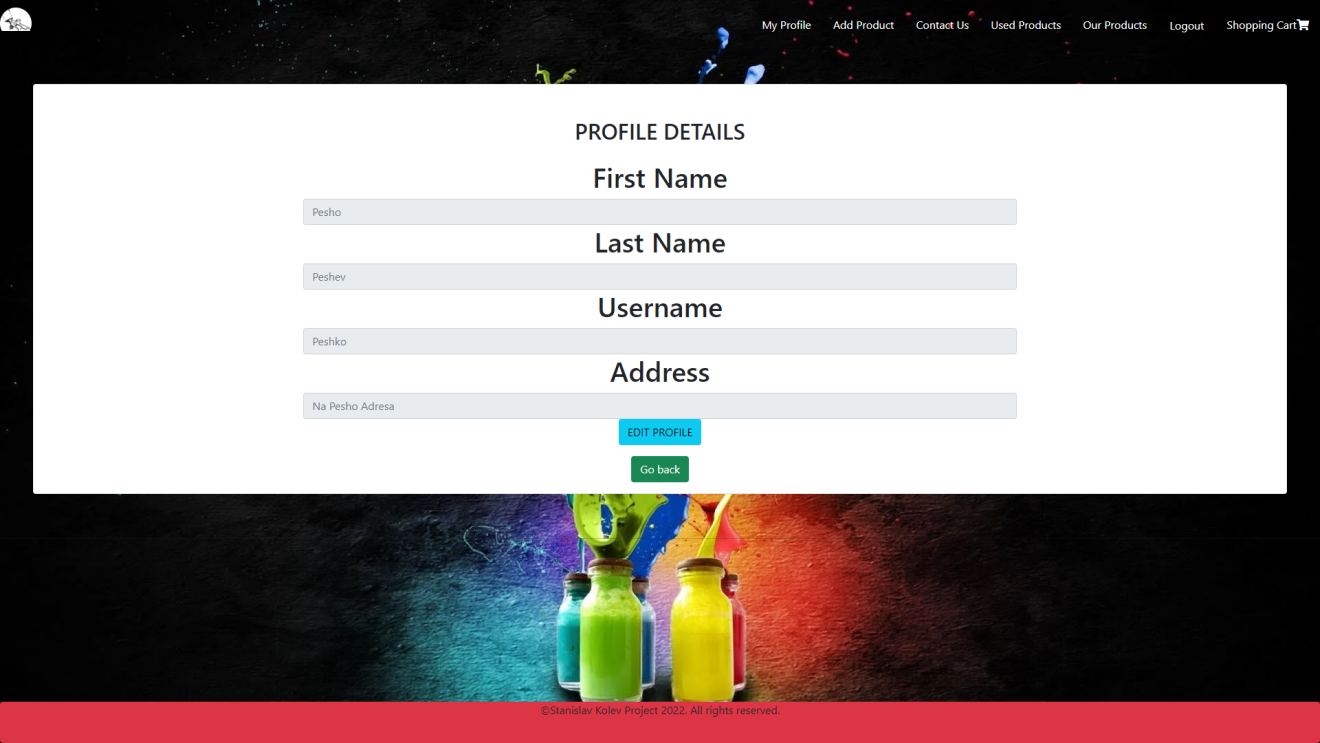 My Profile Add Product Contact Us Used Products Our Products Logout Shopping Cart
PROFILE DETAILS
First Name
Pesho
Last Name
Peshev
Username
Peshko
Address
Na Pesho Adresa
EDIT PROFILE
Go back
©Stanislav Kolev Project 2022. All rights reserved.